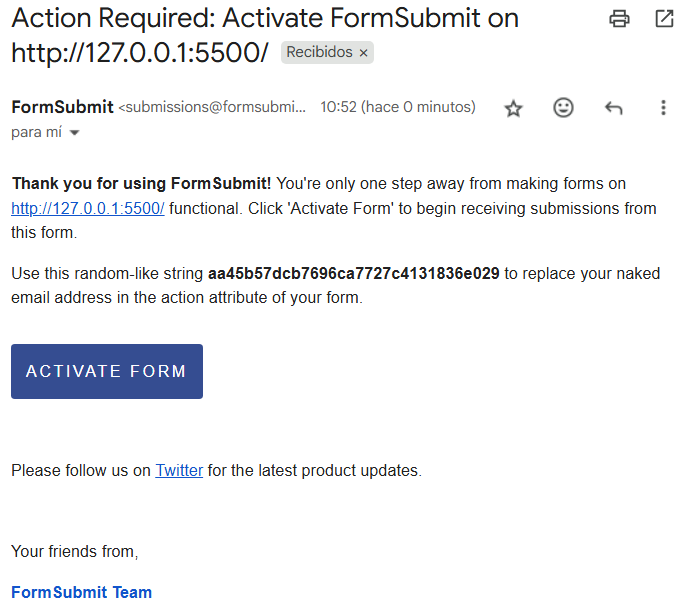 Action Required: Activate FormSubmit on
http://127.0.0.1:5500/ Recibidos ×
FormSubmit <submissions@formsubmi... 10:52 (hace 0 minutos)
para mí
Thank you for using FormSubmit! You're only one step away from making forms on
http://127.0.0.1:5500/ functional. Click 'Activate Form' to begin receiving submissions from
this form.
Use this random-like string aa45b57dcb7696ca7727c4131836e029 to replace your naked
email address in the action attribute of your form.
ACTIVATE FORM
Please follow us on Twitter for the latest product updates.
Your friends from,
FormSubmit Team